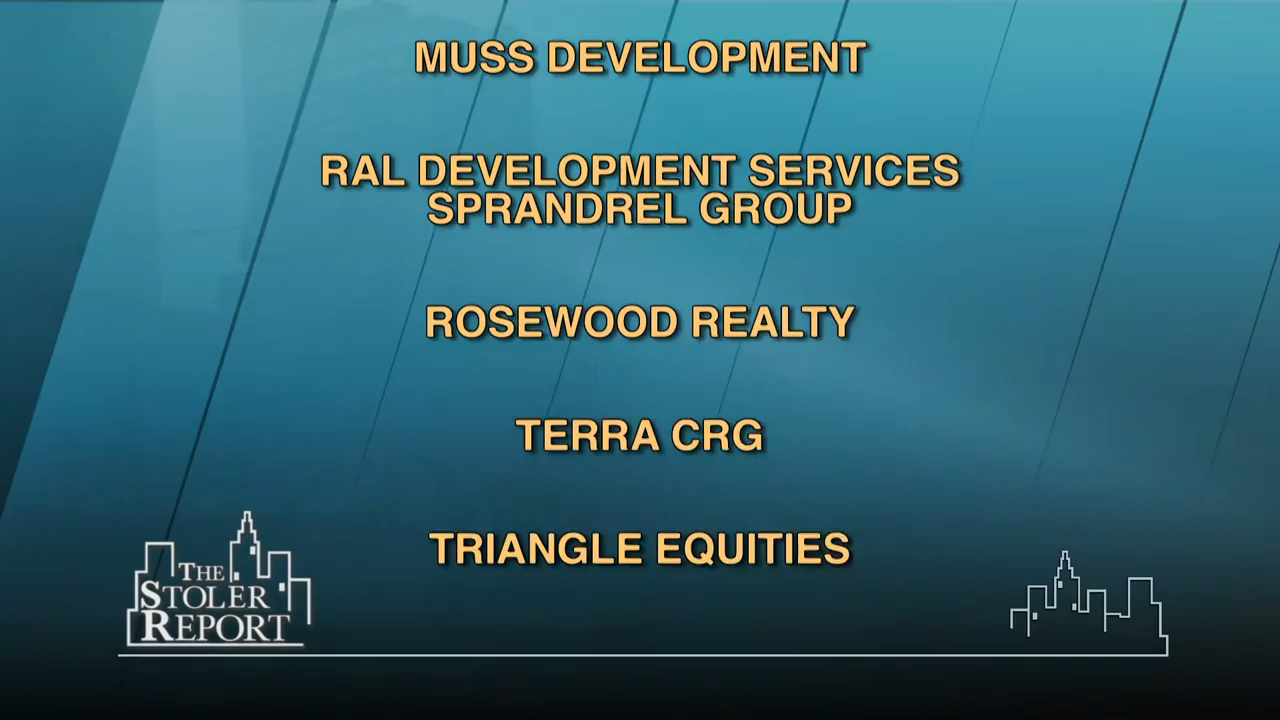 MUSS DEVELOPMENT
RAL DEVELOPMENT SERVICES
SPRANDREL GROUP
ROSEWOOD REALTY
TERRA CRG
TRIANGLE EQUITIES
THE
STOLER
REPORT